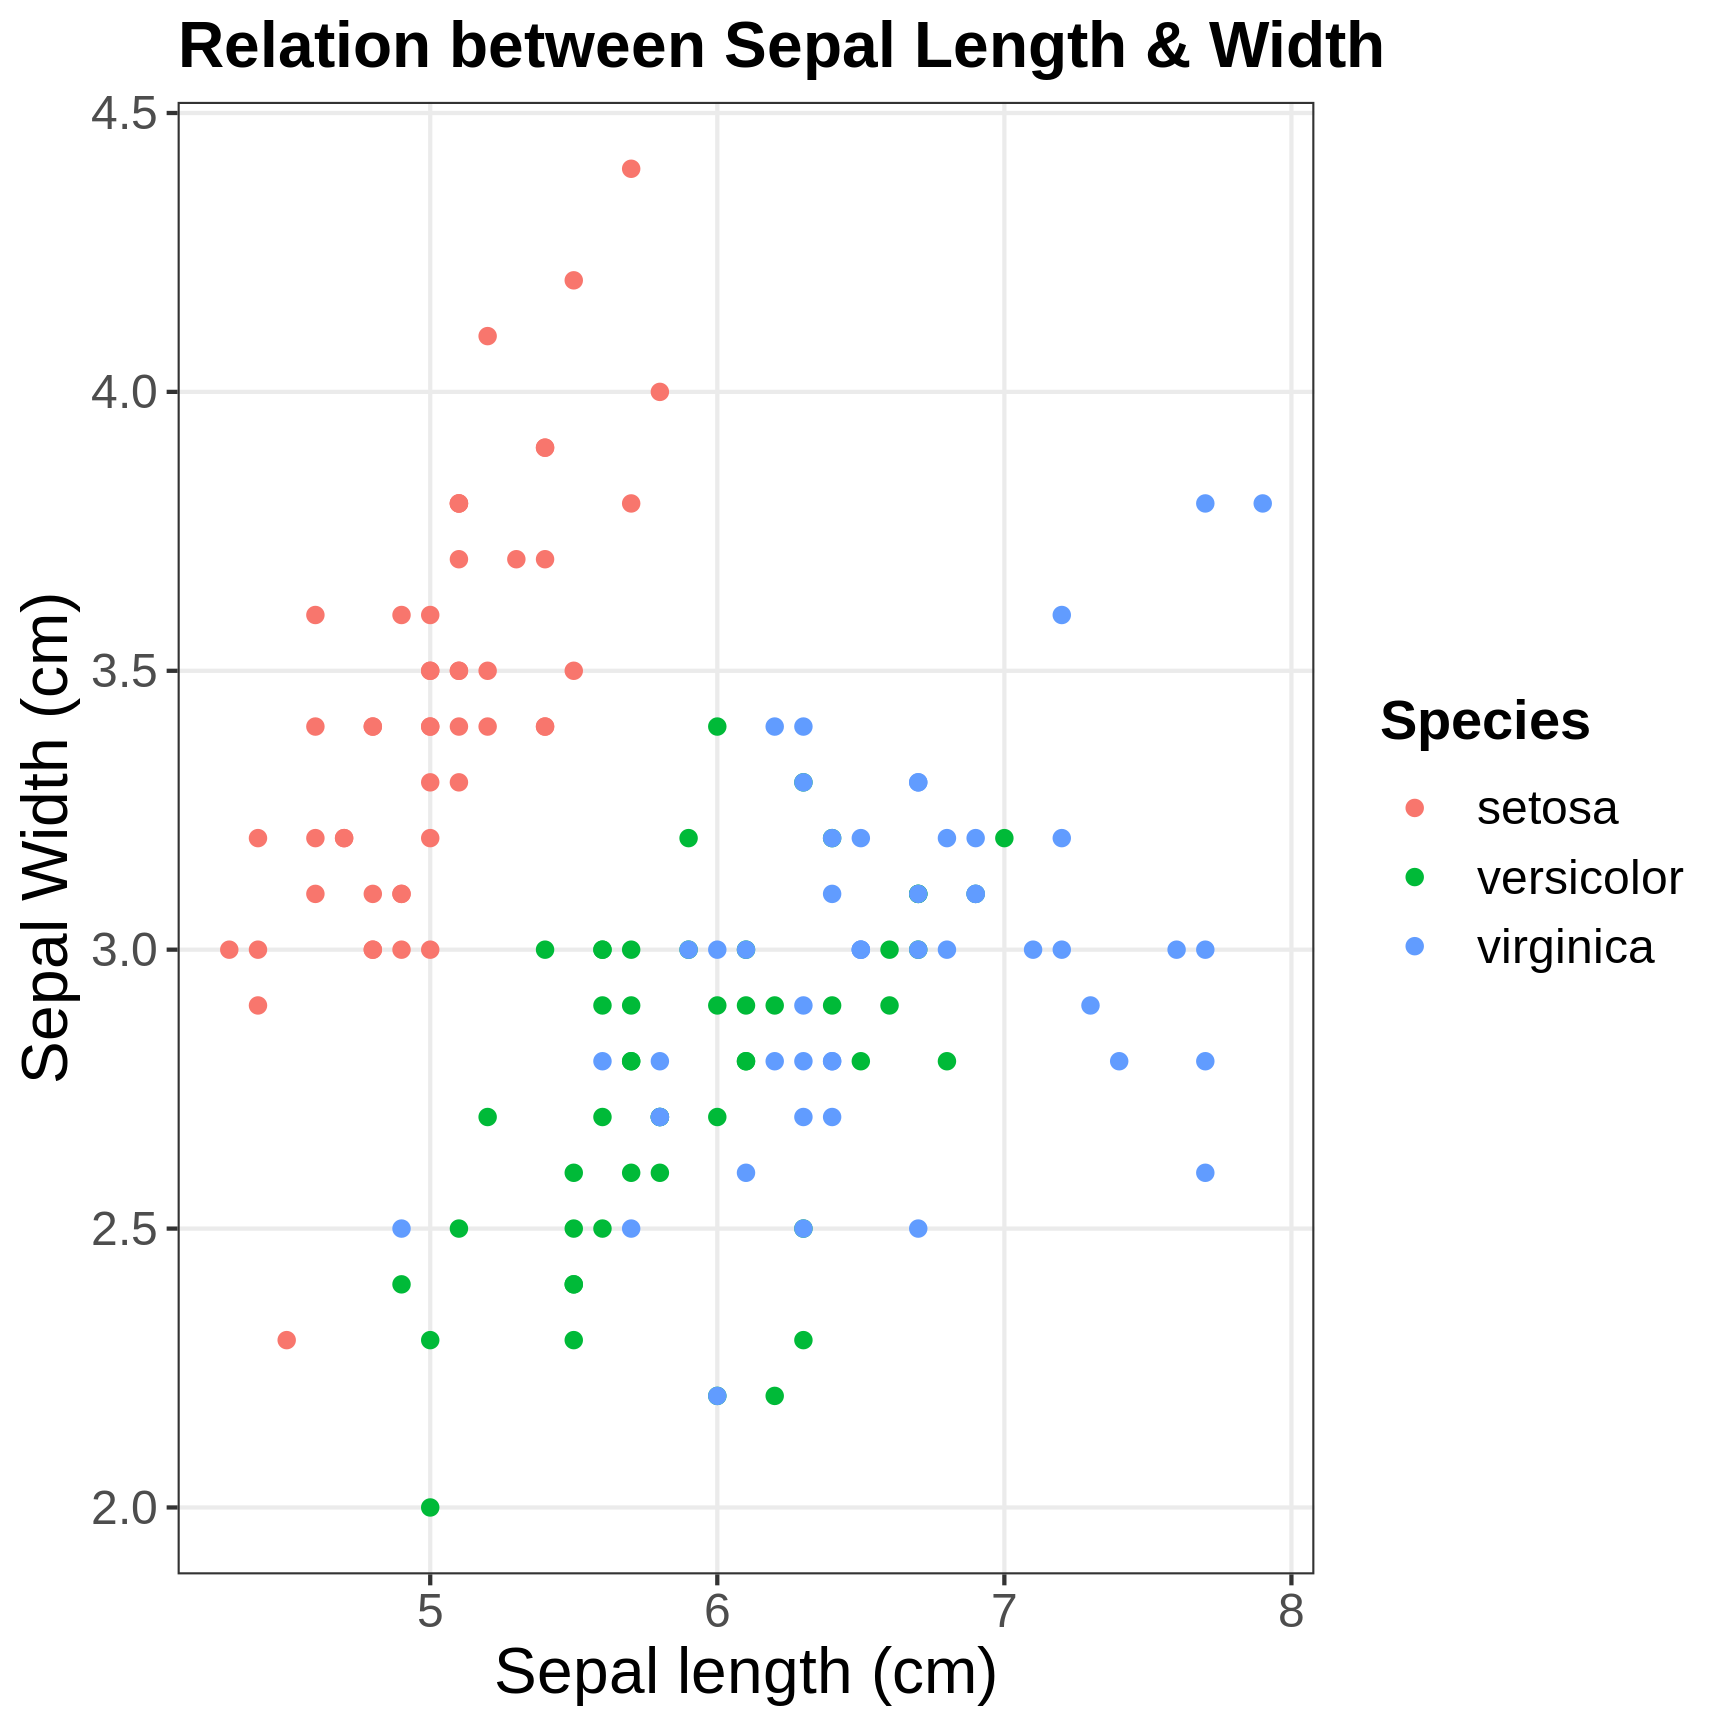 Relation between Sepal Length & Width
4.5
4.0
3.5
3.0
2.5
2.0
Sepal Width (cm)
5 6 7 8
Sepal length (cm)
Species
setosa
versicolor
virginica